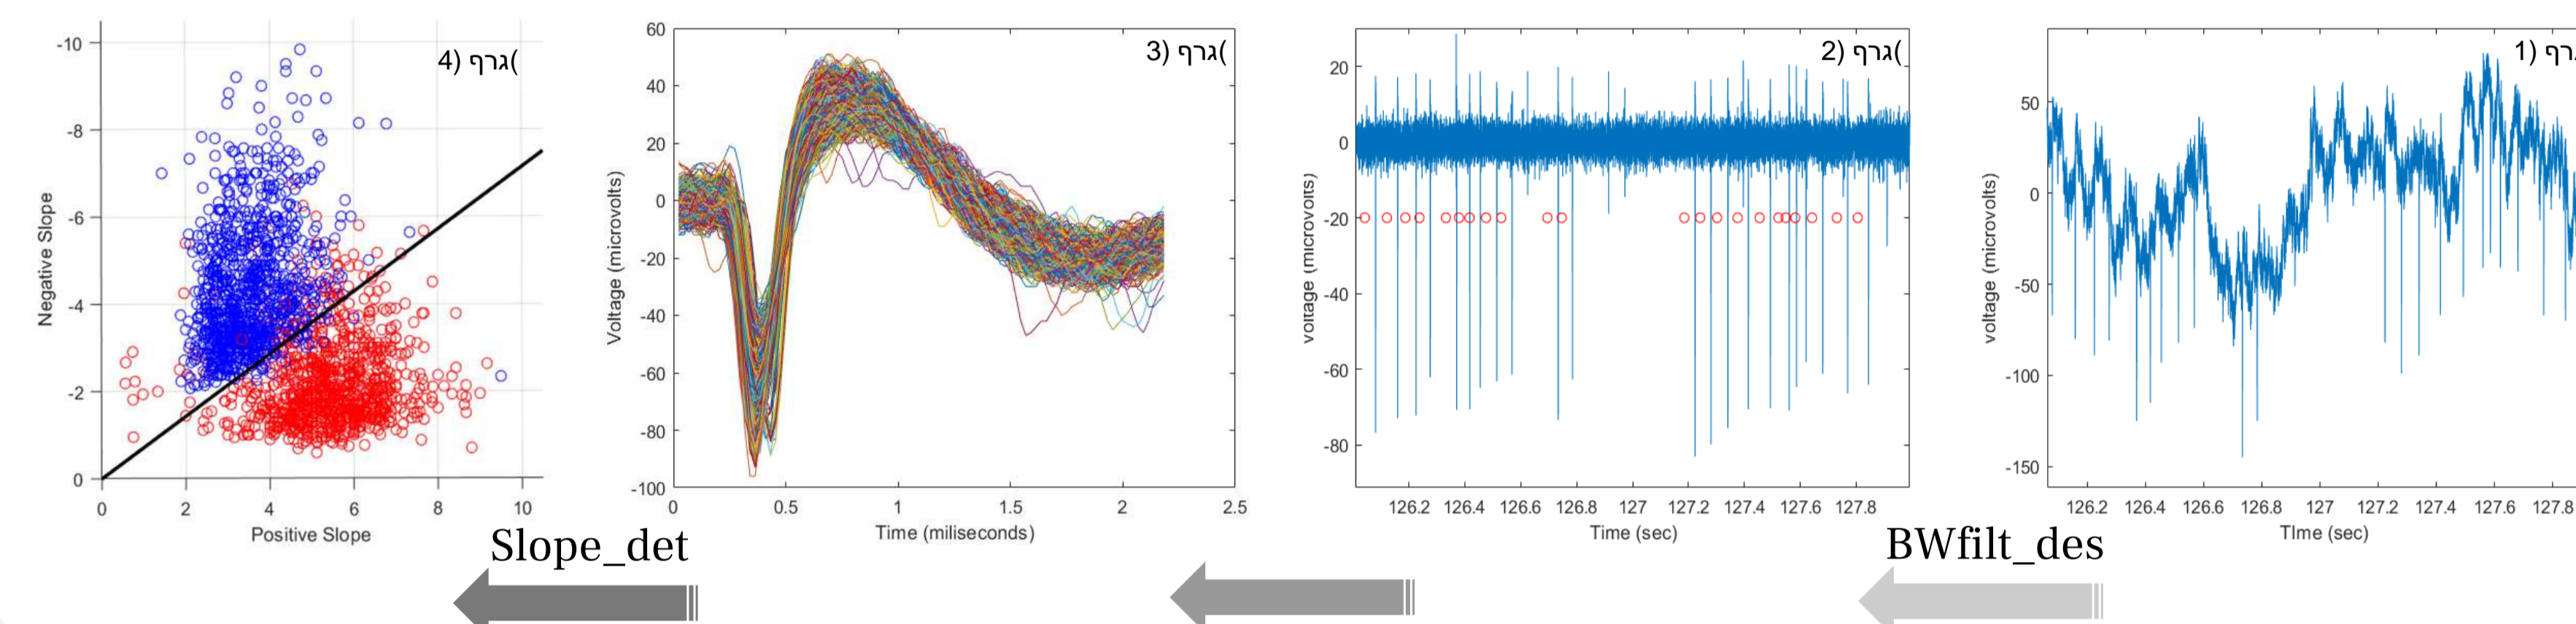 גרף (4)
-10
-8
-6
-4
-2
0
0 2 4 6 8 10
Negative Slope
Positive Slope
גרף (3)
60
40
20
0
-20
-40
-60
-80
-100
0 0.5 1 1.5 2 2.5
Voltage (microvolts)
Time (miliseconds)
גרף (2)
20
0
-20
-40
-60
-80
126.2 126.4 126.6 126.8 127 127.2 127.4 127.6 127.8
voltage (microvolts)
Time (sec)
(1
50
0
-50
-100
-150
126.2 126.4 126.6 126.8 127 127.2 127.4 127.6 127.8
voltage (microvolts)
TIme (sec)
Slope_det
BWfilt_des